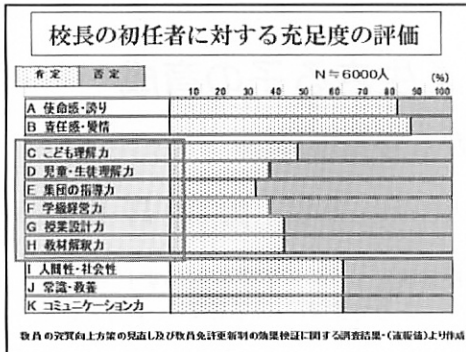 校長の初任者に対する充足度の評価
肯定 否定 N≒6000人 (%)
10 20 30 40 50 60 70 80 90 100
A 使命感・誇り
B 責任感・愛情
C こども理解力
D 児童・生徒理解力
E 集団の指導力
F 学級経営力
G 授業設計力
H 教材解釈力
I 人間性・社会性
J 常識・教養
K コミュニケーション力
教員の資質向上方策の見直し及び教員免許更新制の効果検証に関する調査結果・(速報値)より作成